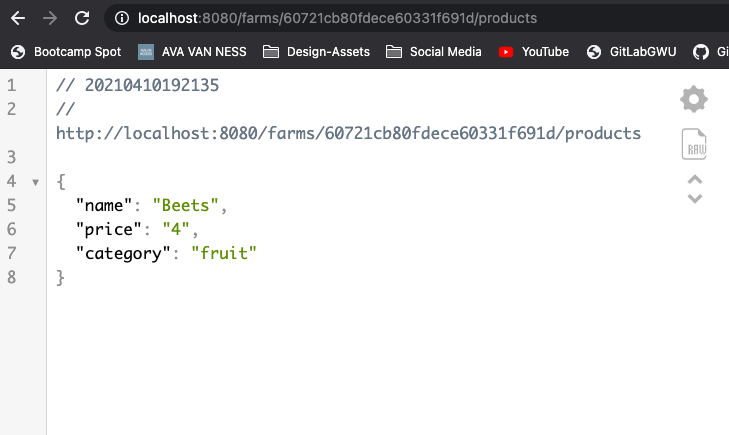 localhost:8080/farms/60721cb80fdece60331f691d/products
Bootcamp Spot AVA VAN NESS Design-Assets Social Media YouTube GitLabGWU Gi
1 // 20210410192135
2 //
http://localhost:8080/farms/60721cb80fdece60331f691d/products
3
4 {
5 "name": "Beets",
6 "price": "4",
7 "category": "fruit"
8 }
RAW